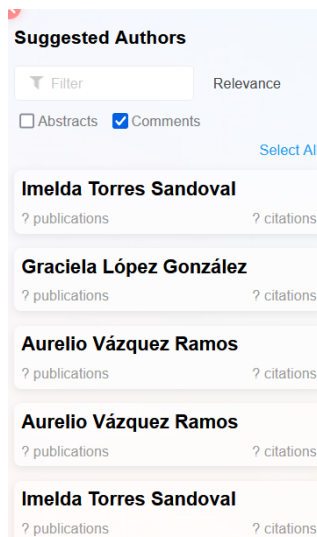 Suggested Authors
Filter Relevance
Abstracts Comments
Select Al
Imelda Torres Sandoval
? publications ? citations
Graciela López González
? publications ? citations
Aurelio Vázquez Ramos
? publications ? citations
Aurelio Vázquez Ramos
? publications ? citations
Imelda Torres Sandoval
? publications ? citations